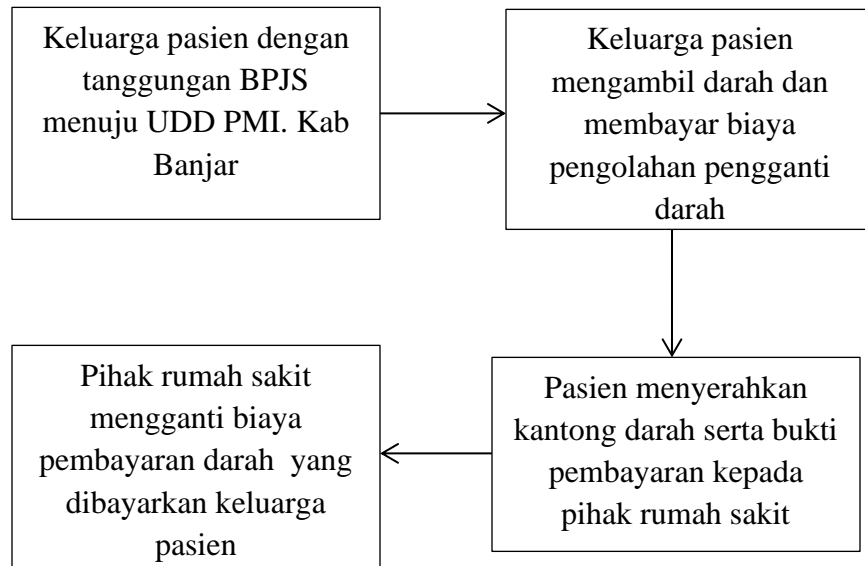 Keluarga pasien dengan
tanggungan BPJS
menuju UDD PMI. Kab
Banjar
Keluarga pasien
mengambil darah dan
membayar biaya
pengolahan pengganti
darah
Pasien menyerahkan
kantong darah serta bukti
pembayaran kepada
pihak rumah sakit
Pihak rumah sakit
mengganti biaya
pembayaran darah yang
dibayarkan keluarga
pasien